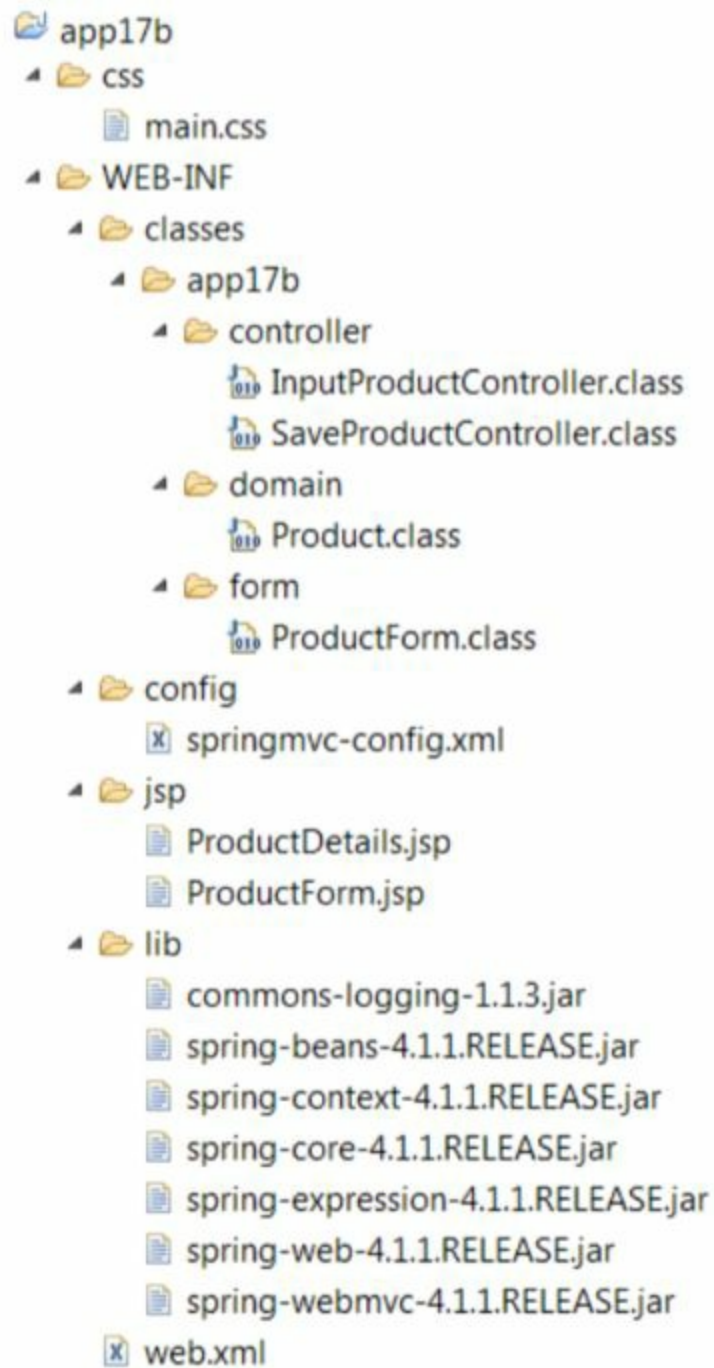 app17b
css
main.css
WEB-INF
classes
app17b
controller
InputProductController.class
SaveProductController.class
domain
Product.class
form
ProductForm.class
config
springmvc-config.xml
jsp
ProductDetails.jsp
ProductForm.jsp
lib
commons-logging-1.1.3.jar
spring-beans-4.1.1.RELEASE.jar
spring-context-4.1.1.RELEASE.jar
spring-core-4.1.1.RELEASE.jar
spring-expression-4.1.1.RELEASE.jar
spring-web-4.1.1.RELEASE.jar
spring-webmvc-4.1.1.RELEASE.jar
web.xml